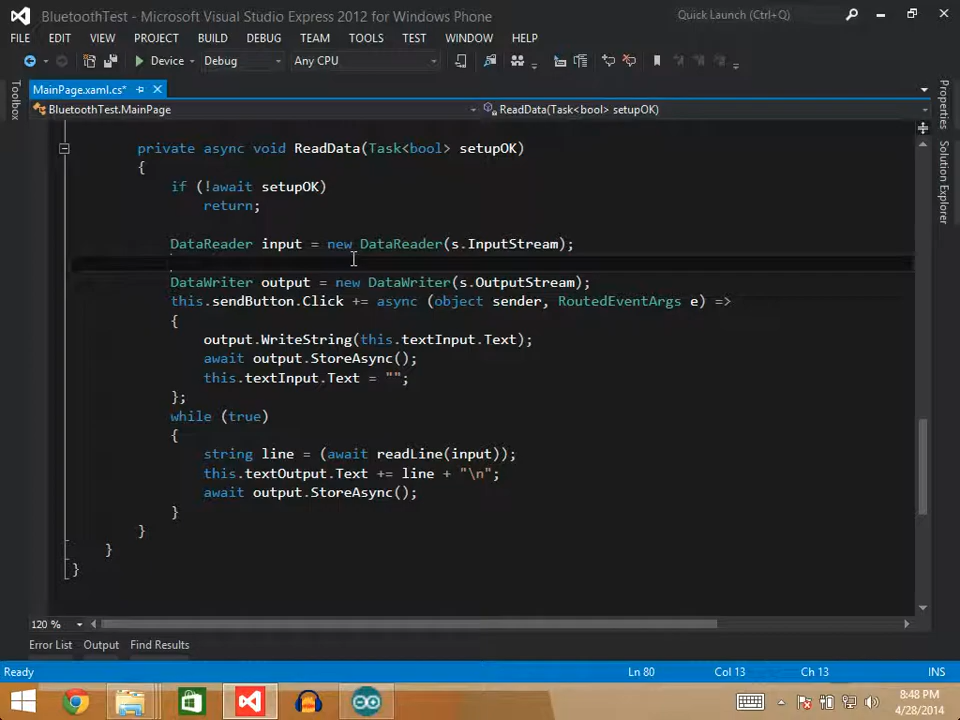 BluetoothTest - Microsoft Visual Studio Express 2012 for Windows Phone
Quick Launch (Ctrl+Q)
FILE EDIT VIEW PROJECT BUILD DEBUG TEAM TOOLS TEST WINDOW HELP
Device Debug Any CPU
Toolbox
MainPage.xaml.cs*
Properties
Solution Explorer
BluetoothTest.MainPage ReadData(Task<bool> setupOK)
private async void ReadData(Task<bool> setupOK)
{
if (!await setupOK)
return;
DataReader input = new DataReader(s.InputStream);
DataWriter output = new DataWriter(s.OutputStream);
this.sendButton.Click += async (object sender, RoutedEventArgs e) =>
{
output.WriteString(this.textInput.Text);
await output.StoreAsync();
this.textInput.Text = "";
};
while (true)
{
string line = (await readLine(input));
this.textOutput.Text += line + "\n";
await output.StoreAsync();
}
}
}
}
120 %
Error List Output Find Results
Ready Ln 80 Col 13 Ch 13 INS
8:48 PM
4/28/2014